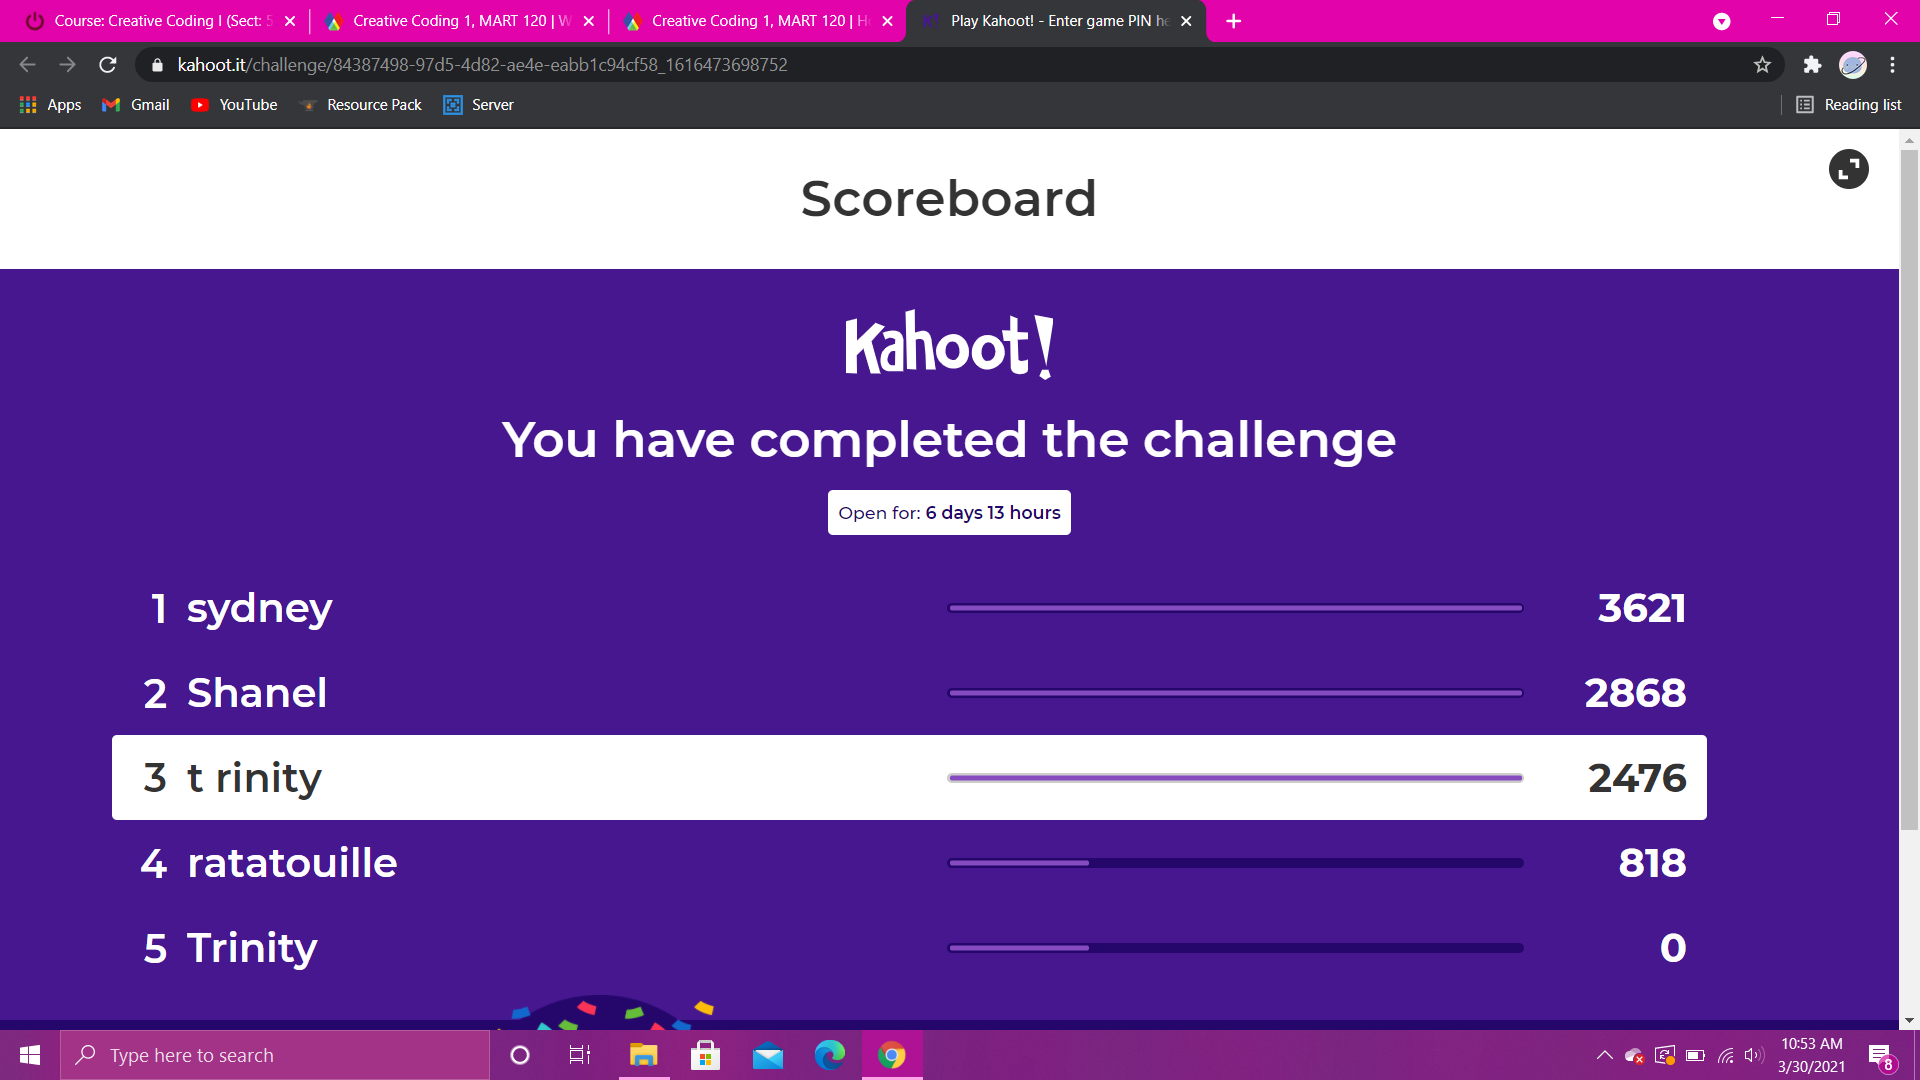 Course: Creative Coding I (Sect: 5
Creative Coding 1, MART 120 | W
Creative Coding 1, MART 120 | He
Play Kahoot! - Enter game PIN he
kahoot.it/challenge/84387498-97d5-4d82-ae4e-eabb1c94cf58_1616473698752
Apps Gmail YouTube Resource Pack Server Reading list
Scoreboard
Kahoot!
You have completed the challenge
Open for: 6 days 13 hours
1 sydney 3621
2 Shanel 2868
3 t rinity 2476
4 ratatouille 818
5 Trinity 0
Type here to search
10:53 AM
3/30/2021
8